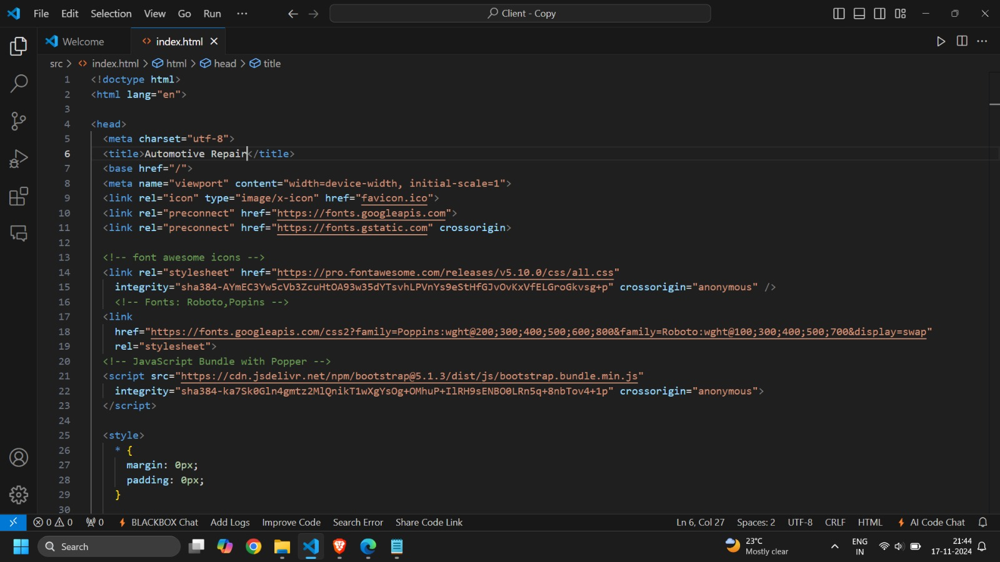 File Edit Selection View Go Run ··· Client - Copy
Welcome index.html
src > index.html > html > head > title
1 <!doctype html>
2 <html lang="en">
3
4 <head>
5 <meta charset="utf-8">
6 <title>Automotive Repair</title>
7 <base href="/">
8 <meta name="viewport" content="width=device-width, initial-scale=1">
9 <link rel="icon" type="image/x-icon" href="favicon.ico">
10 <link rel="preconnect" href="https://fonts.googleapis.com">
11 <link rel="preconnect" href="https://fonts.gstatic.com" crossorigin>
12
13 <!-- font awesome icons -->
14 <link rel="stylesheet" href="https://pro.fontawesome.com/releases/v5.10.0/css/all.css"
15 integrity="sha384-AYmEC3Yw5cVb3ZcuHtOA93w35dYTsvhLPVnYs9eStHfGJvOvKxVfELGroGkvsg+p" crossorigin="anonymous" />
16 <!-- Fonts: Roboto,Popins -->
17 <link
18 href="https://fonts.googleapis.com/css2?family=Poppins:wght@200;300;400;500;600;800&family=Roboto:wght@100;300;400;500;700&display=swap"
19 rel="stylesheet">
20 <!-- JavaScript Bundle with Popper -->
21 <script src="https://cdn.jsdelivr.net/npm/bootstrap@5.1.3/dist/js/bootstrap.bundle.min.js"
22 integrity="sha384-ka7Sk0Gln4gmtz2MlQnikT1wXgYsOg+OMhuP+IlRH9sENBO0LRn5q+8nbTov4+1p" crossorigin="anonymous">
23 </script>
24
25 <style>
26 * {
27 margin: 0px;
28 padding: 0px;
29 }
30
0 0 0 BLACKBOX Chat Add Logs Improve Code Search Error Share Code Link Ln 6, Col 27 Spaces: 2 UTF-8 CRLF HTML AI Code Chat
Search 23°C Mostly clear ENG IN 21:44 17-11-2024